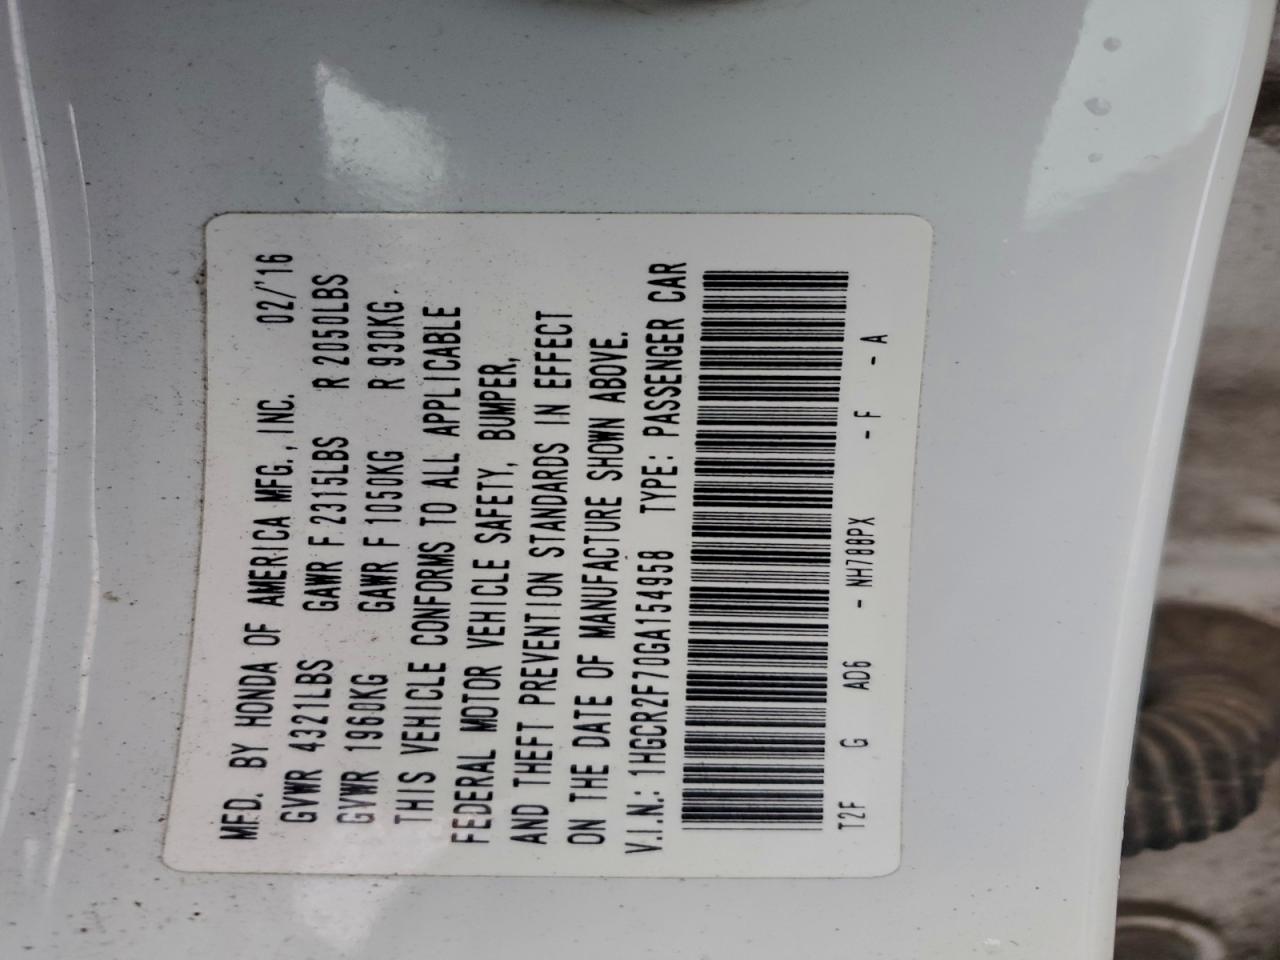 MFD. BY HONDA OF AMERICA MFG., INC. 02/'16
GVWR 4321LBS GAWR F 2315LBS R 2050LBS
GVWR 1960KG GAWR F 1050KG R 930KG
THIS VEHICLE CONFORMS TO ALL APPLICABLE
FEDERAL MOTOR VEHICLE SAFETY, BUMPER,
AND THEFT PREVENTION STANDARDS IN EFFECT
ON THE DATE OF MANUFACTURE SHOWN ABOVE.
V.I.N.: 1HGCR2F70GA154958 TYPE: PASSENGER CAR
T2F G AD6 - NH788PX - F - A